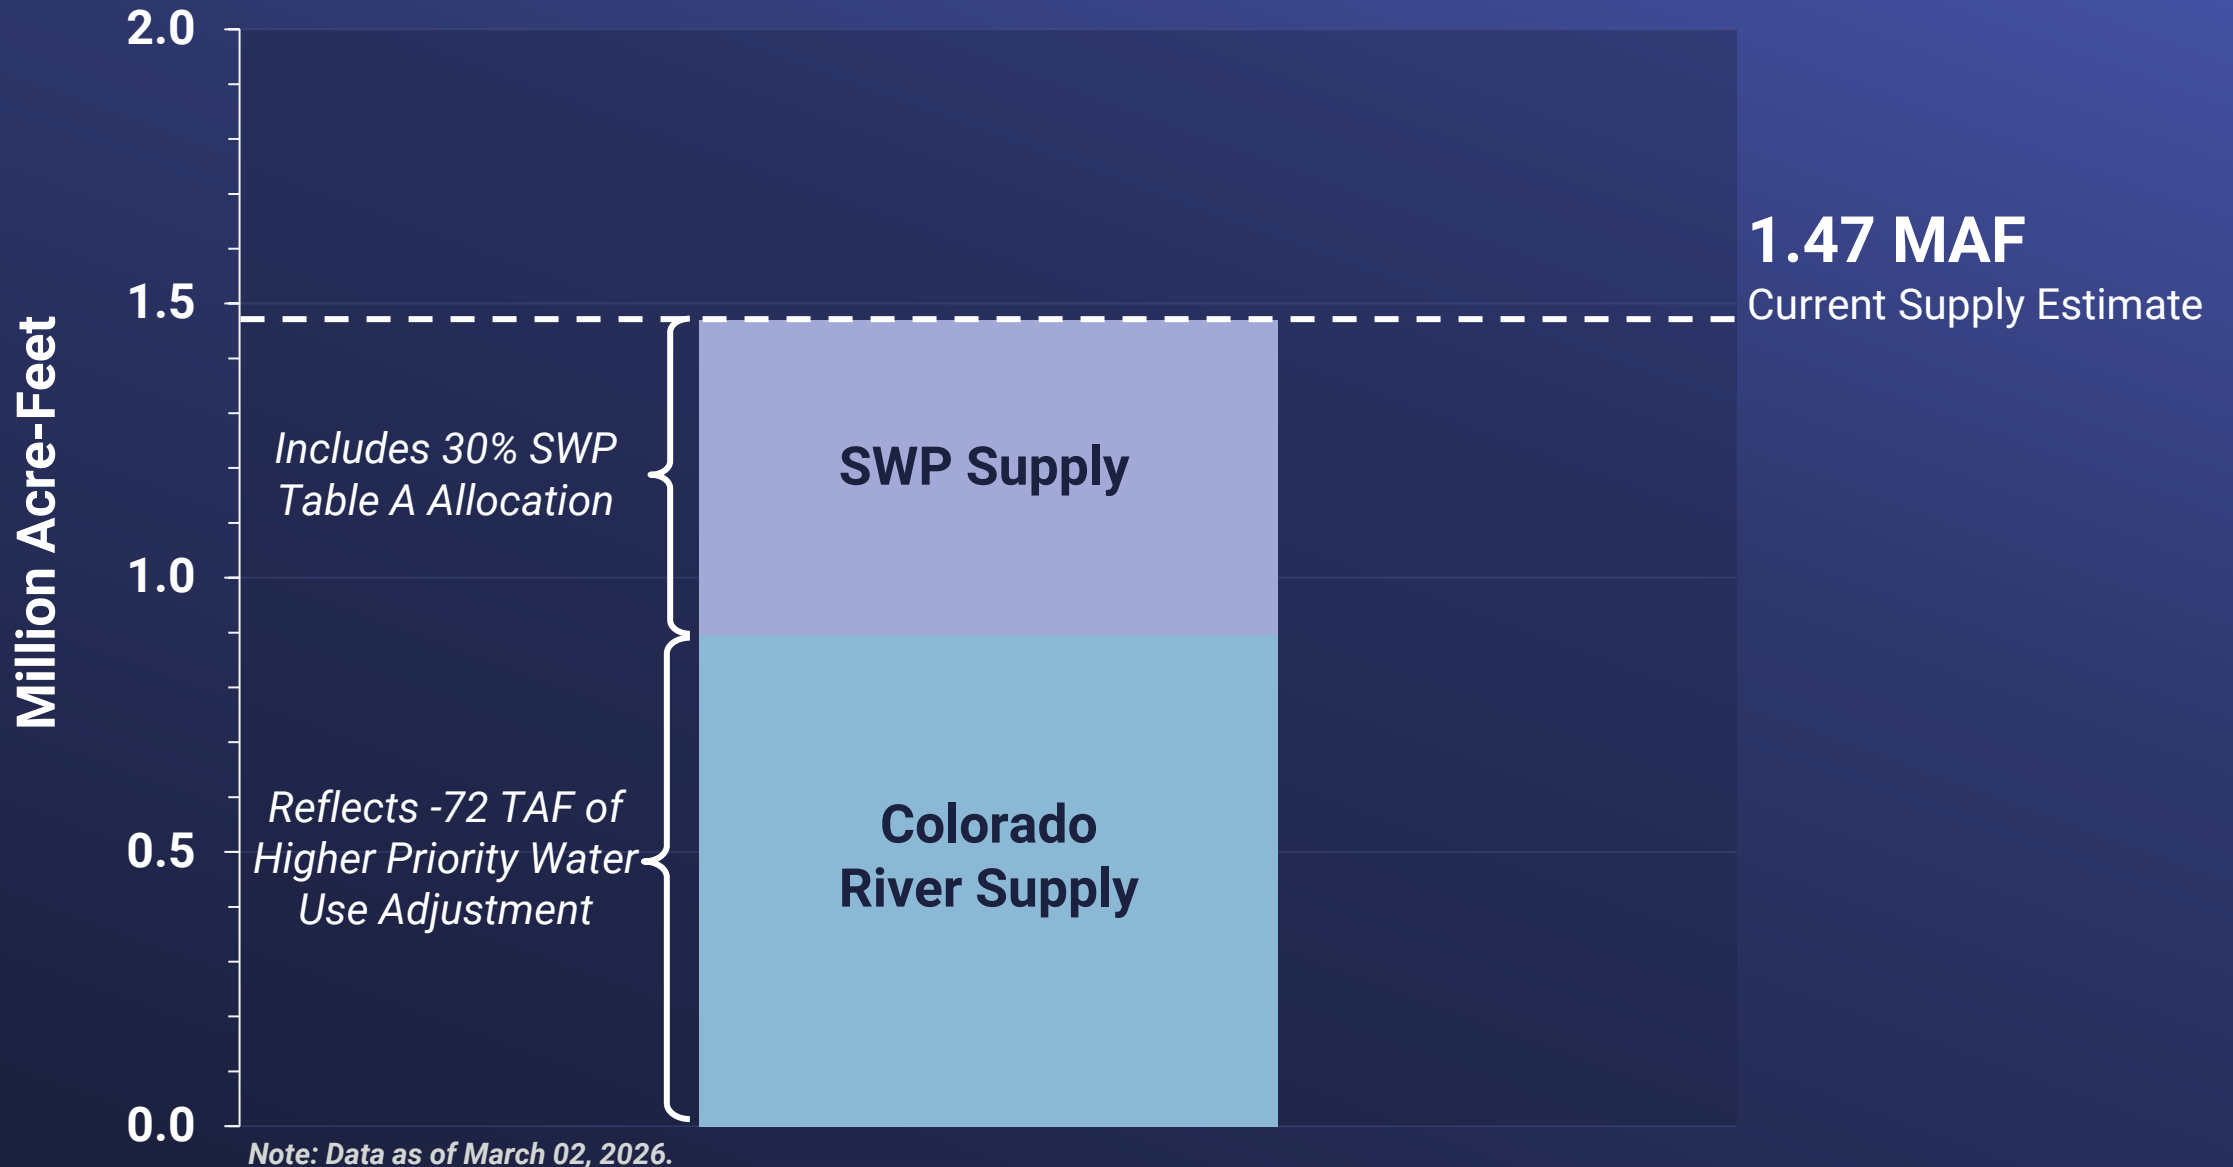 2.0
1.5
1.0
0.5
0.0
Million Acre-Feet
1.47 MAF
Current Supply Estimate
Includes 30% SWP
Table A Allocation
SWP Supply
Reflects -72 TAF of
Higher Priority Water
Use Adjustment
Colorado
River Supply
Note: Data as of March 02, 2026.